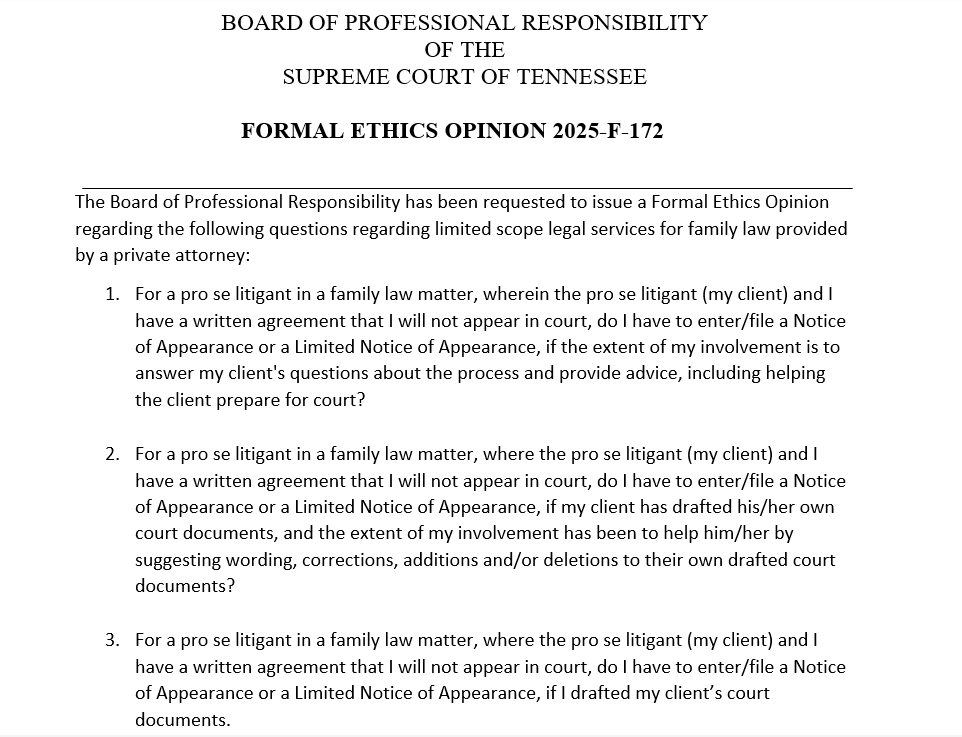 BOARD OF PROFESSIONAL RESPONSIBILITY
OF THE
SUPREME COURT OF TENNESSEE
FORMAL ETHICS OPINION 2025-F-172
The Board of Professional Responsibility has been requested to issue a Formal Ethics Opinion
regarding the following questions regarding limited scope legal services for family law provided
by a private attorney:
1. For a pro se litigant in a family law matter, wherein the pro se litigant (my client) and I
have a written agreement that I will not appear in court, do I have to enter/file a Notice
of Appearance or a Limited Notice of Appearance, if the extent of my involvement is to
answer my client's questions about the process and provide advice, including helping
the client prepare for court?
2. For a pro se litigant in a family law matter, where the pro se litigant (my client) and I
have a written agreement that I will not appear in court, do I have to enter/file a Notice
of Appearance or a Limited Notice of Appearance, if my client has drafted his/her own
court documents, and the extent of my involvement has been to help him/her by
suggesting wording, corrections, additions and/or deletions to their own drafted court
documents?
3. For a pro se litigant in a family law matter, where the pro se litigant (my client) and I
have a written agreement that I will not appear in court, do I have to enter/file a Notice
of Appearance or a Limited Notice of Appearance, if I drafted my client’s court
documents.